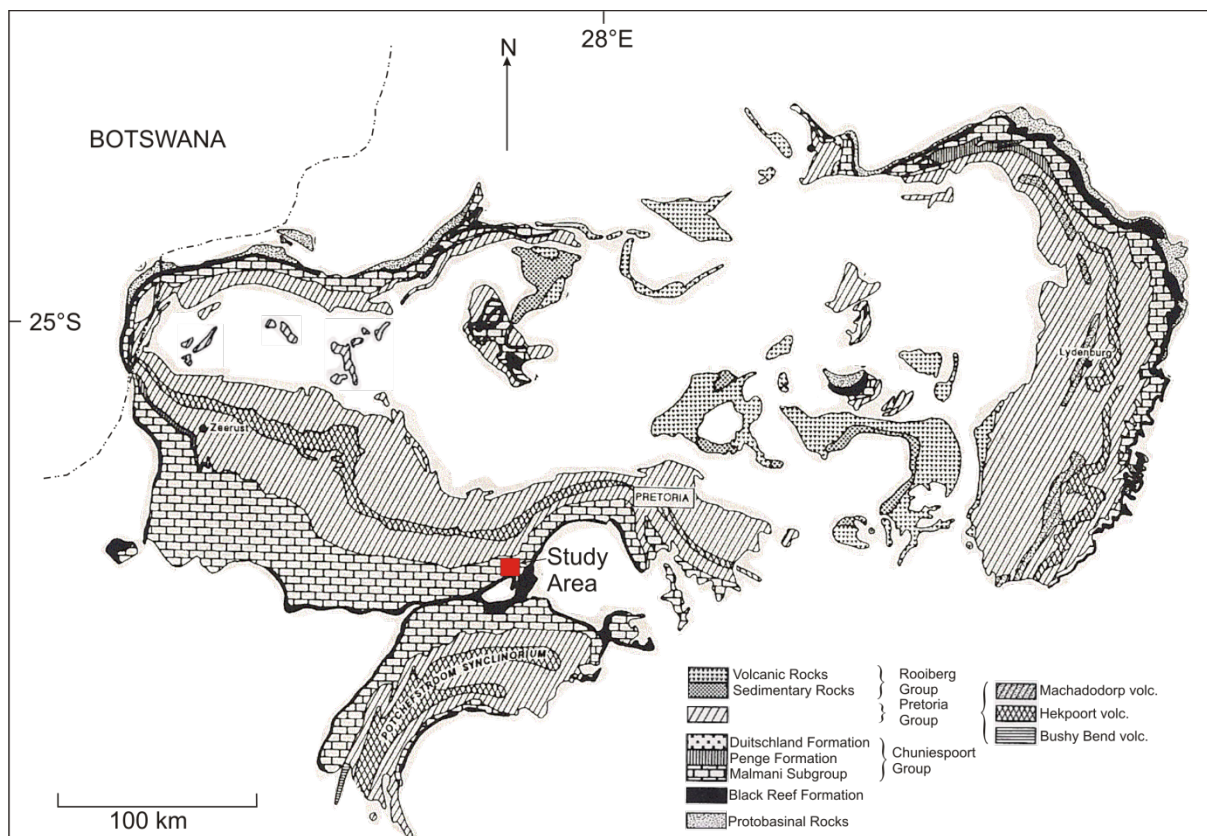 28°E
N
BOTSWANA
25°S
Lydenburg
Zeerust
PRETORIA
Study
Area
POTCHESTROOM SYNCLINORIUM
100 km
Volcanic Rocks
Sedimentary Rocks
Rooiberg
Group
Pretoria
Group
Machadodorp volc.
Hekpoort volc.
Bushy Bend volc.
Duitschland Formation
Penge Formation
Malmani Subgroup
Chuniespoort
Group
Black Reef Formation
Protobasinal Rocks